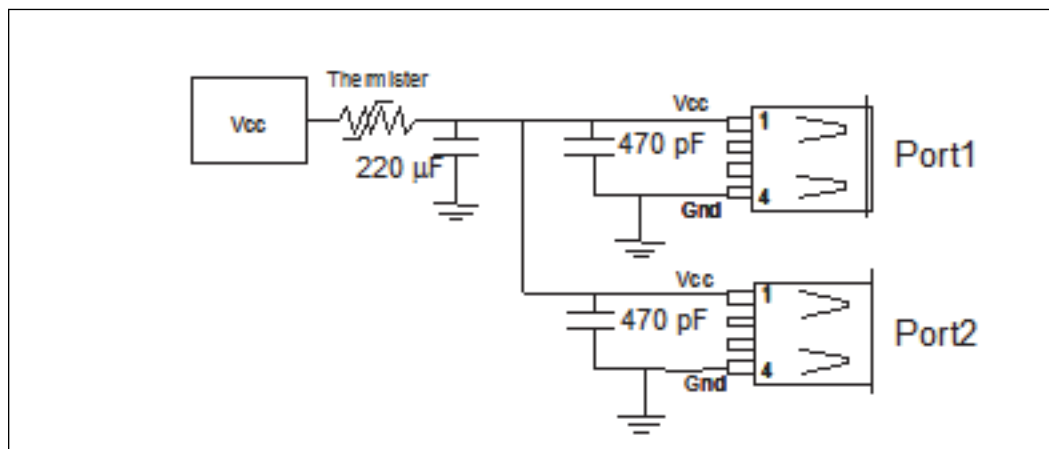 Thermister
Vcc
220 µF
Vcc
470 pF
1
4
Gnd
Port1
Vcc
470 pF
1
4
Gnd
Port2